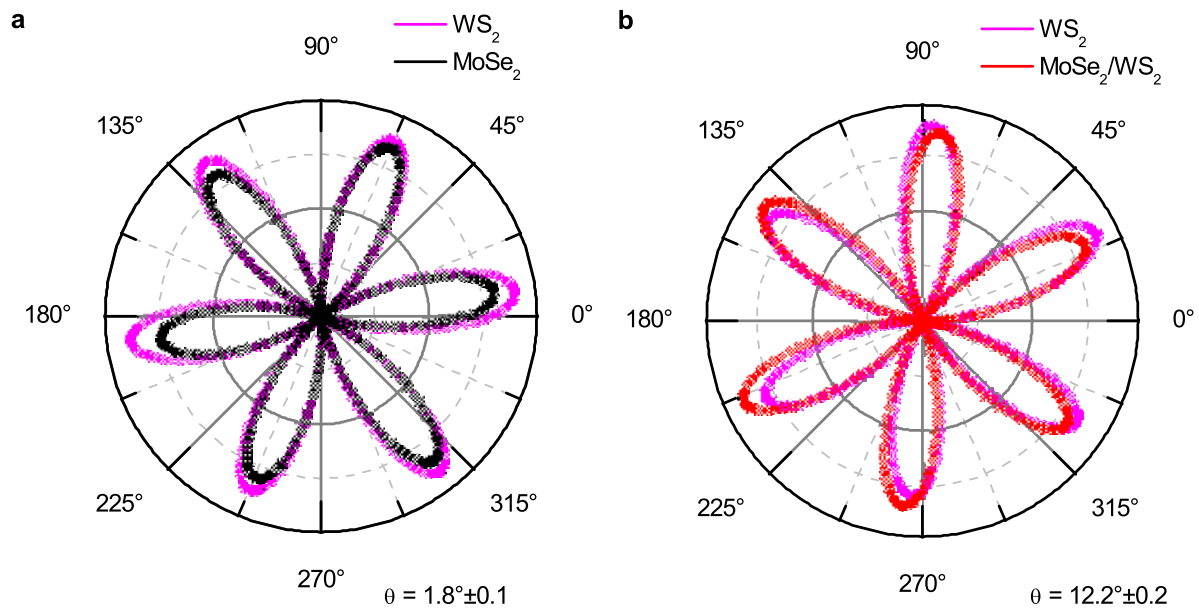 a
WS2
MoSe2
90°
135°
45°
180°
0°
225°
315°
270°
θ = 1.8°±0.1
b
WS2
MoSe2/WS2
90°
135°
45°
180°
0°
225°
315°
270°
θ = 12.2°±0.2